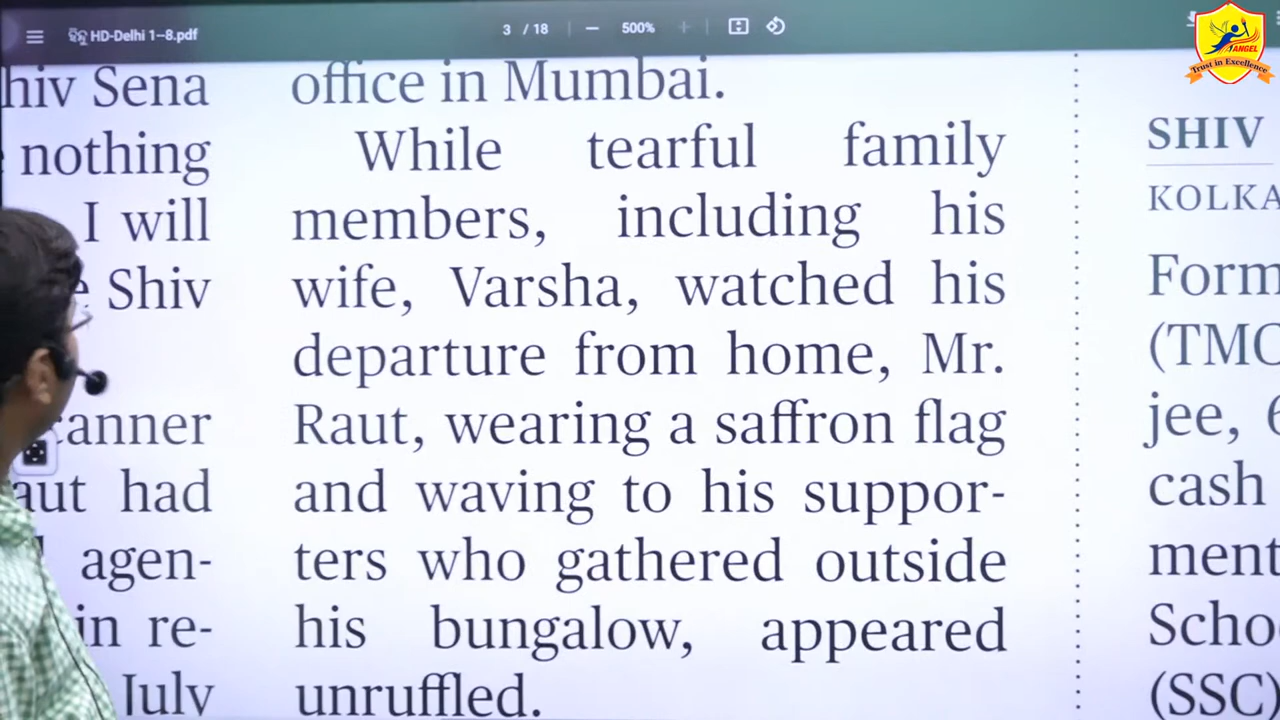 HD-Delhi 1–8.pdf
3 / 18
500%
ANGEL
Trust in Excellence
hiv Sena
nothing
I will
Shiv
canner
aut had
agen-
in re-
July
office in Mumbai.
While tearful family
members, including his
wife, Varsha, watched his
departure from home, Mr.
Raut, wearing a saffron flag
and waving to his suppor-
ters who gathered outside
his bungalow, appeared
unruffled.
SHIV
KOLKA
Form
(TMC
jee, 6
cash
ment
Scho
(SSC)